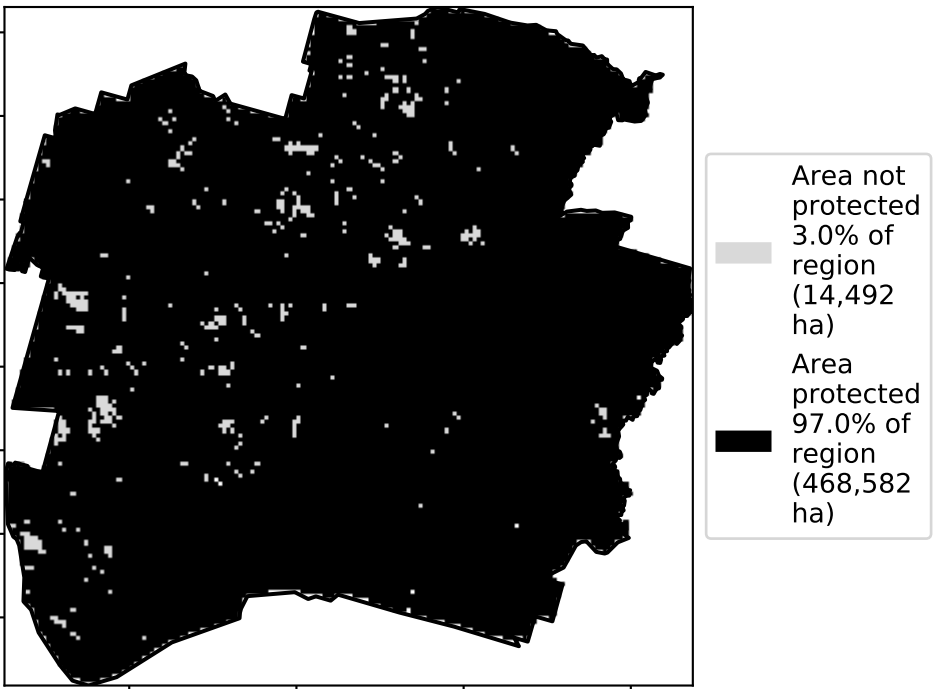 Area not
protected
3.0% of
region
(14,492
ha)
Area
protected
97.0% of
region
(468,582
ha)